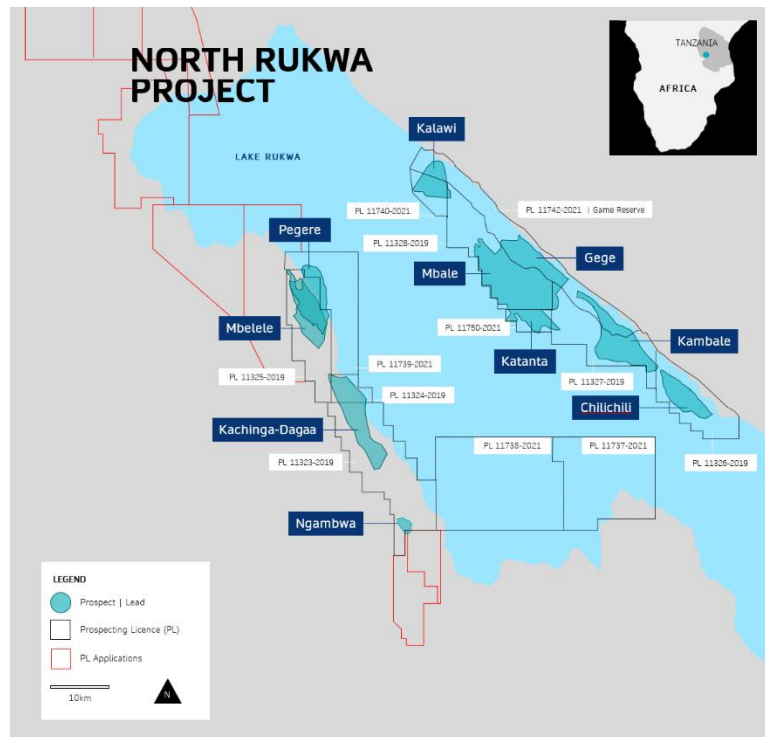 NORTH RUKWA
PROJECT
TANZANIA
AFRICA
Kalawi
LAKE RUKWA
PL 11740-2021
PL 11742-2021 | Game Reserve
Pegere
PL 11328-2019
Gege
Mbale
Mbelele
PL 11750-2021
Kambale
Katanta
PL 11739-2021
PL 11325-2019
PL 11327-2019
PL 11324-2019
Chilichili
Kachinga-Dagaa
PL 11738-2021
PL 11737-2021
PL 11323-2019
PL 11326-2019
Ngambwa
LEGEND
Prospect | Lead
Prospecting Licence (PL)
PL Applications
10km
N